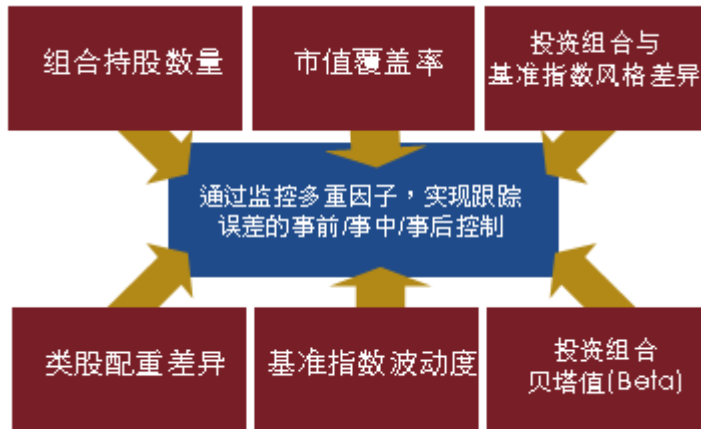 组合持股数量
市值覆盖率
投资组合与
基准指数风格差异
通过监控多重因子，实现跟踪
误差的事前/事中/事后控制
类股配重差异
基准指数波动度
投资组合
贝塔值(Beta)